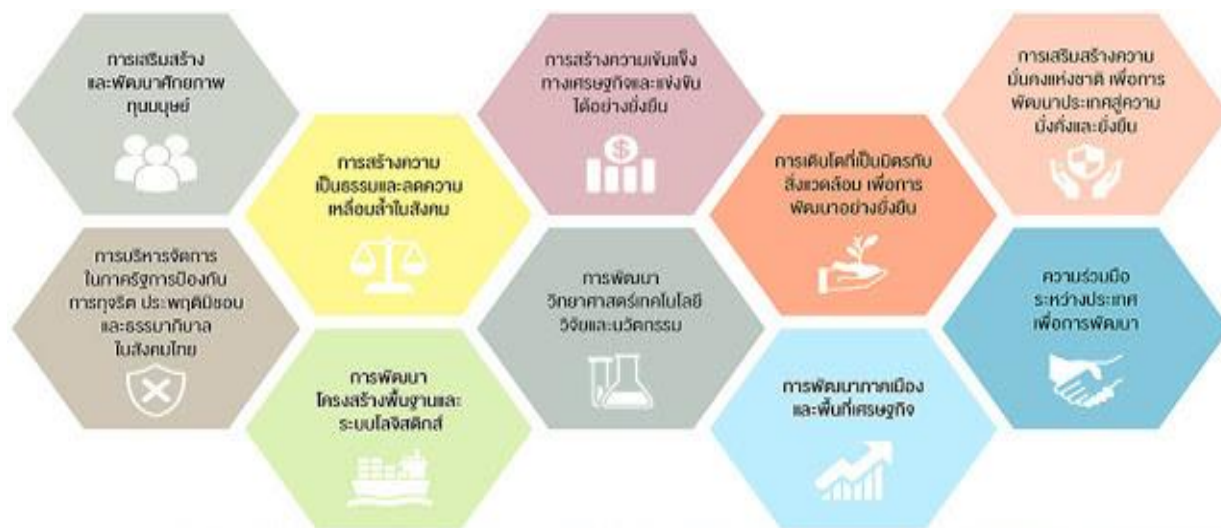 การเสริมสร้าง
และพัฒนาศักยภาพ
ทุนมนุษย์
การสร้างความ
เป็นธรรมและลดความ
เหลื่อมล้ำในสังคม
การสร้างความเข้มแข็ง
ทางเศรษฐกิจและแข่งขัน
ได้อย่างยั่งยืน
การเติบโตที่เป็นมิตรกับ
สิ่งแวดล้อม เพื่อการ
พัฒนาอย่างยั่งยืน
การเสริมสร้างความ
มั่นคงแห่งชาติ เพื่อการ
พัฒนาประเทศสู่ความ
มั่งคั่งและยั่งยืน
การบริหารจัดการ
ในภาครัฐการป้องกัน
การทุจริต ประพฤติมิชอบ
และธรรมาภิบาล
ในสังคมไทย
การพัฒนา
โครงสร้างพื้นฐานและ
ระบบโลจิสติกส์
การพัฒนา
วิทยาศาสตร์เทคโนโลยี
วิจัยและนวัตกรรม
การพัฒนาภาคเมือง
และพื้นที่เศรษฐกิจ
ความร่วมมือ
ระหว่างประเทศ
เพื่อการพัฒนา